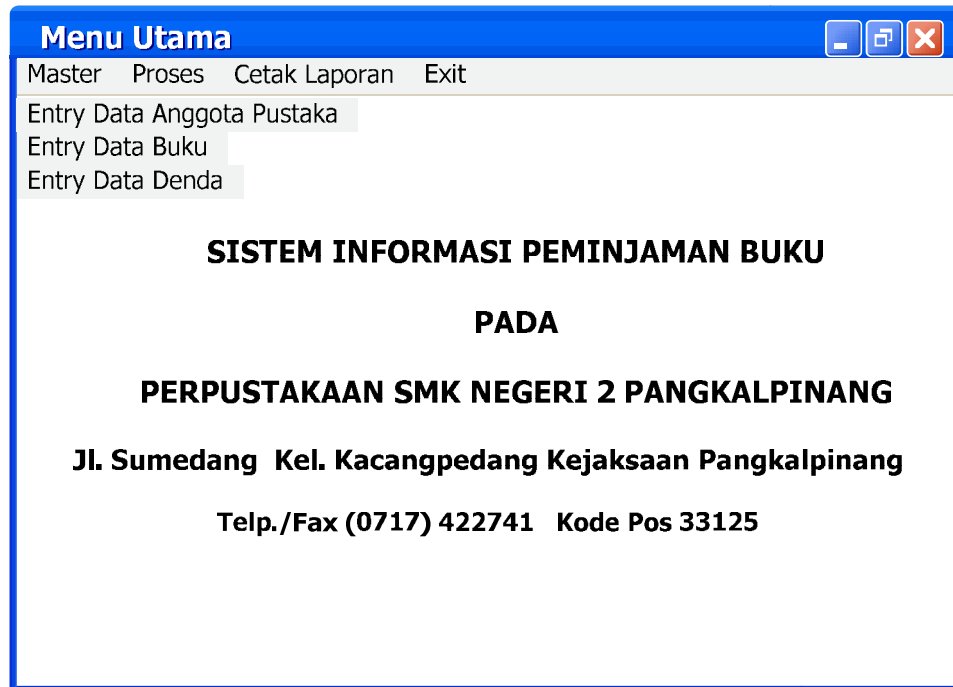 Menu Utama
Master Proses Cetak Laporan Exit
Entry Data Anggota Pustaka
Entry Data Buku
Entry Data Denda
SISTEM INFORMASI PEMINJAMAN BUKU
PADA
PERPUSTAKAAN SMK NEGERI 2 PANGKALPINANG
Jl. Sumedang Kel. Kacangpedang Kejaksaan Pangkalpinang
Telp./Fax (0717) 422741 Kode Pos 33125